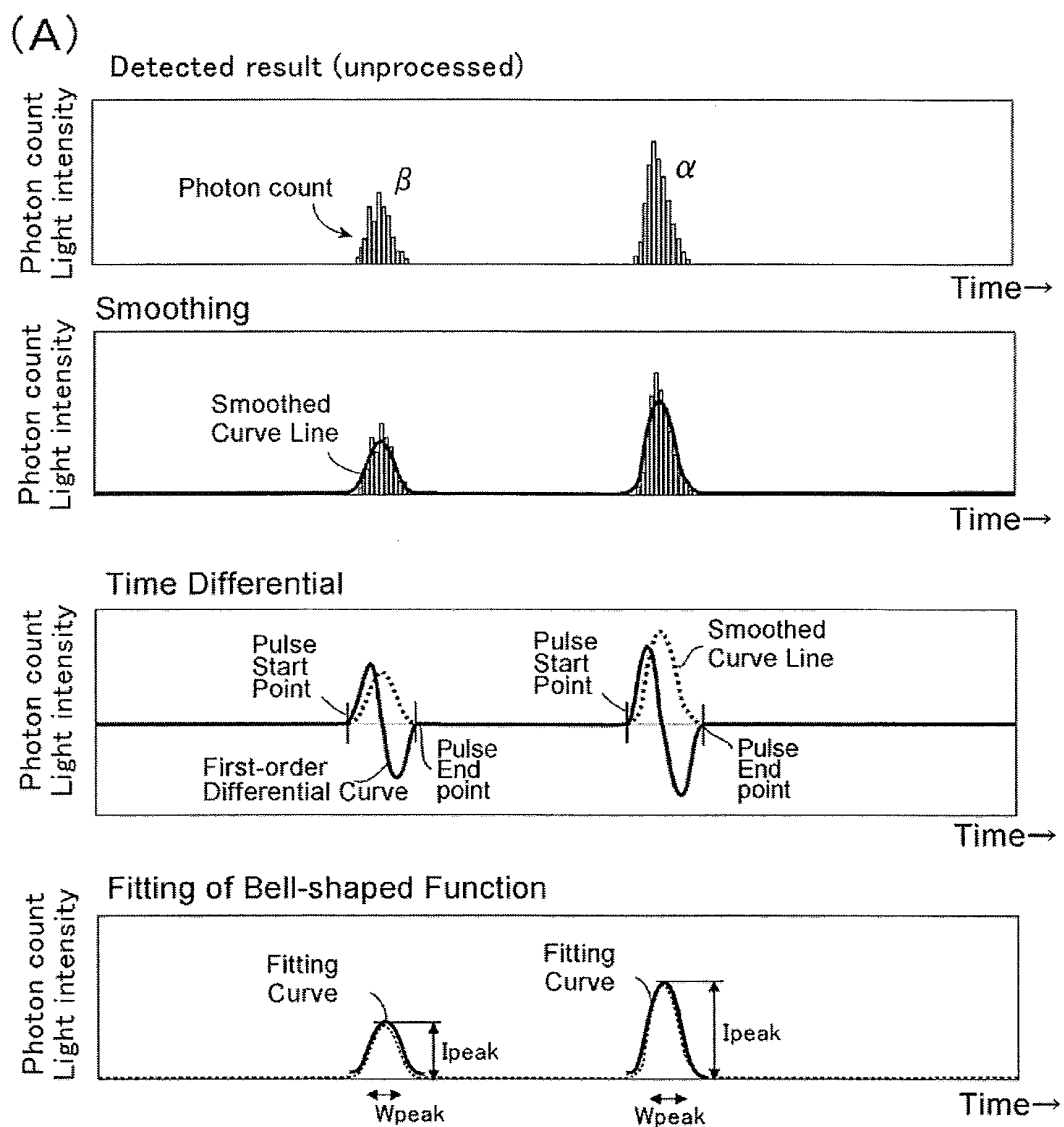 (A)
Detected result (unprocessed)
Photon count
Light intensity
Photon count
β
α
Time→
Smoothing
Photon count
Light intensity
Smoothed
Curve Line
Time→
Time Differential
Photon count
Light intensity
Pulse
Start
Point
First-order
Differential Curve
Pulse
End
point
Pulse
Start
Point
Smoothed
Curve Line
Pulse
End
point
Time→
Fitting of Bell-shaped Function
Photon count
Light intensity
Fitting
Curve
Ipeak
Wpeak
Fitting
Curve
Ipeak
Wpeak
Time→